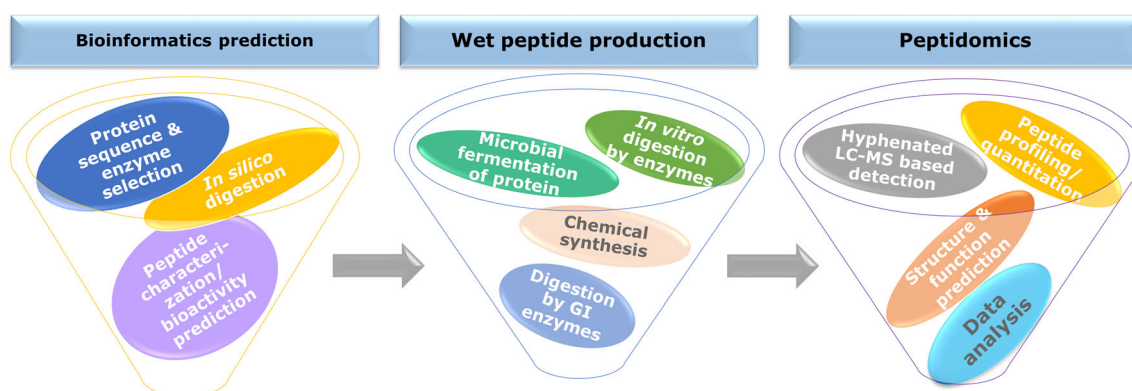 Bioinformatics prediction
Wet peptide production
Peptidomics
Protein
sequence &
enzyme
selection
In silico
digestion
Peptide
characteri-
zation/
bioactivity
prediction
Microbial
fermentation
of protein
In vitro
digestion
by enzymes
Chemical
synthesis
Digestion
by GI
enzymes
Hyphenated
LC-MS based
detection
Peptide
profiling/
quantitation
Structure &
function
prediction
Data
analysis